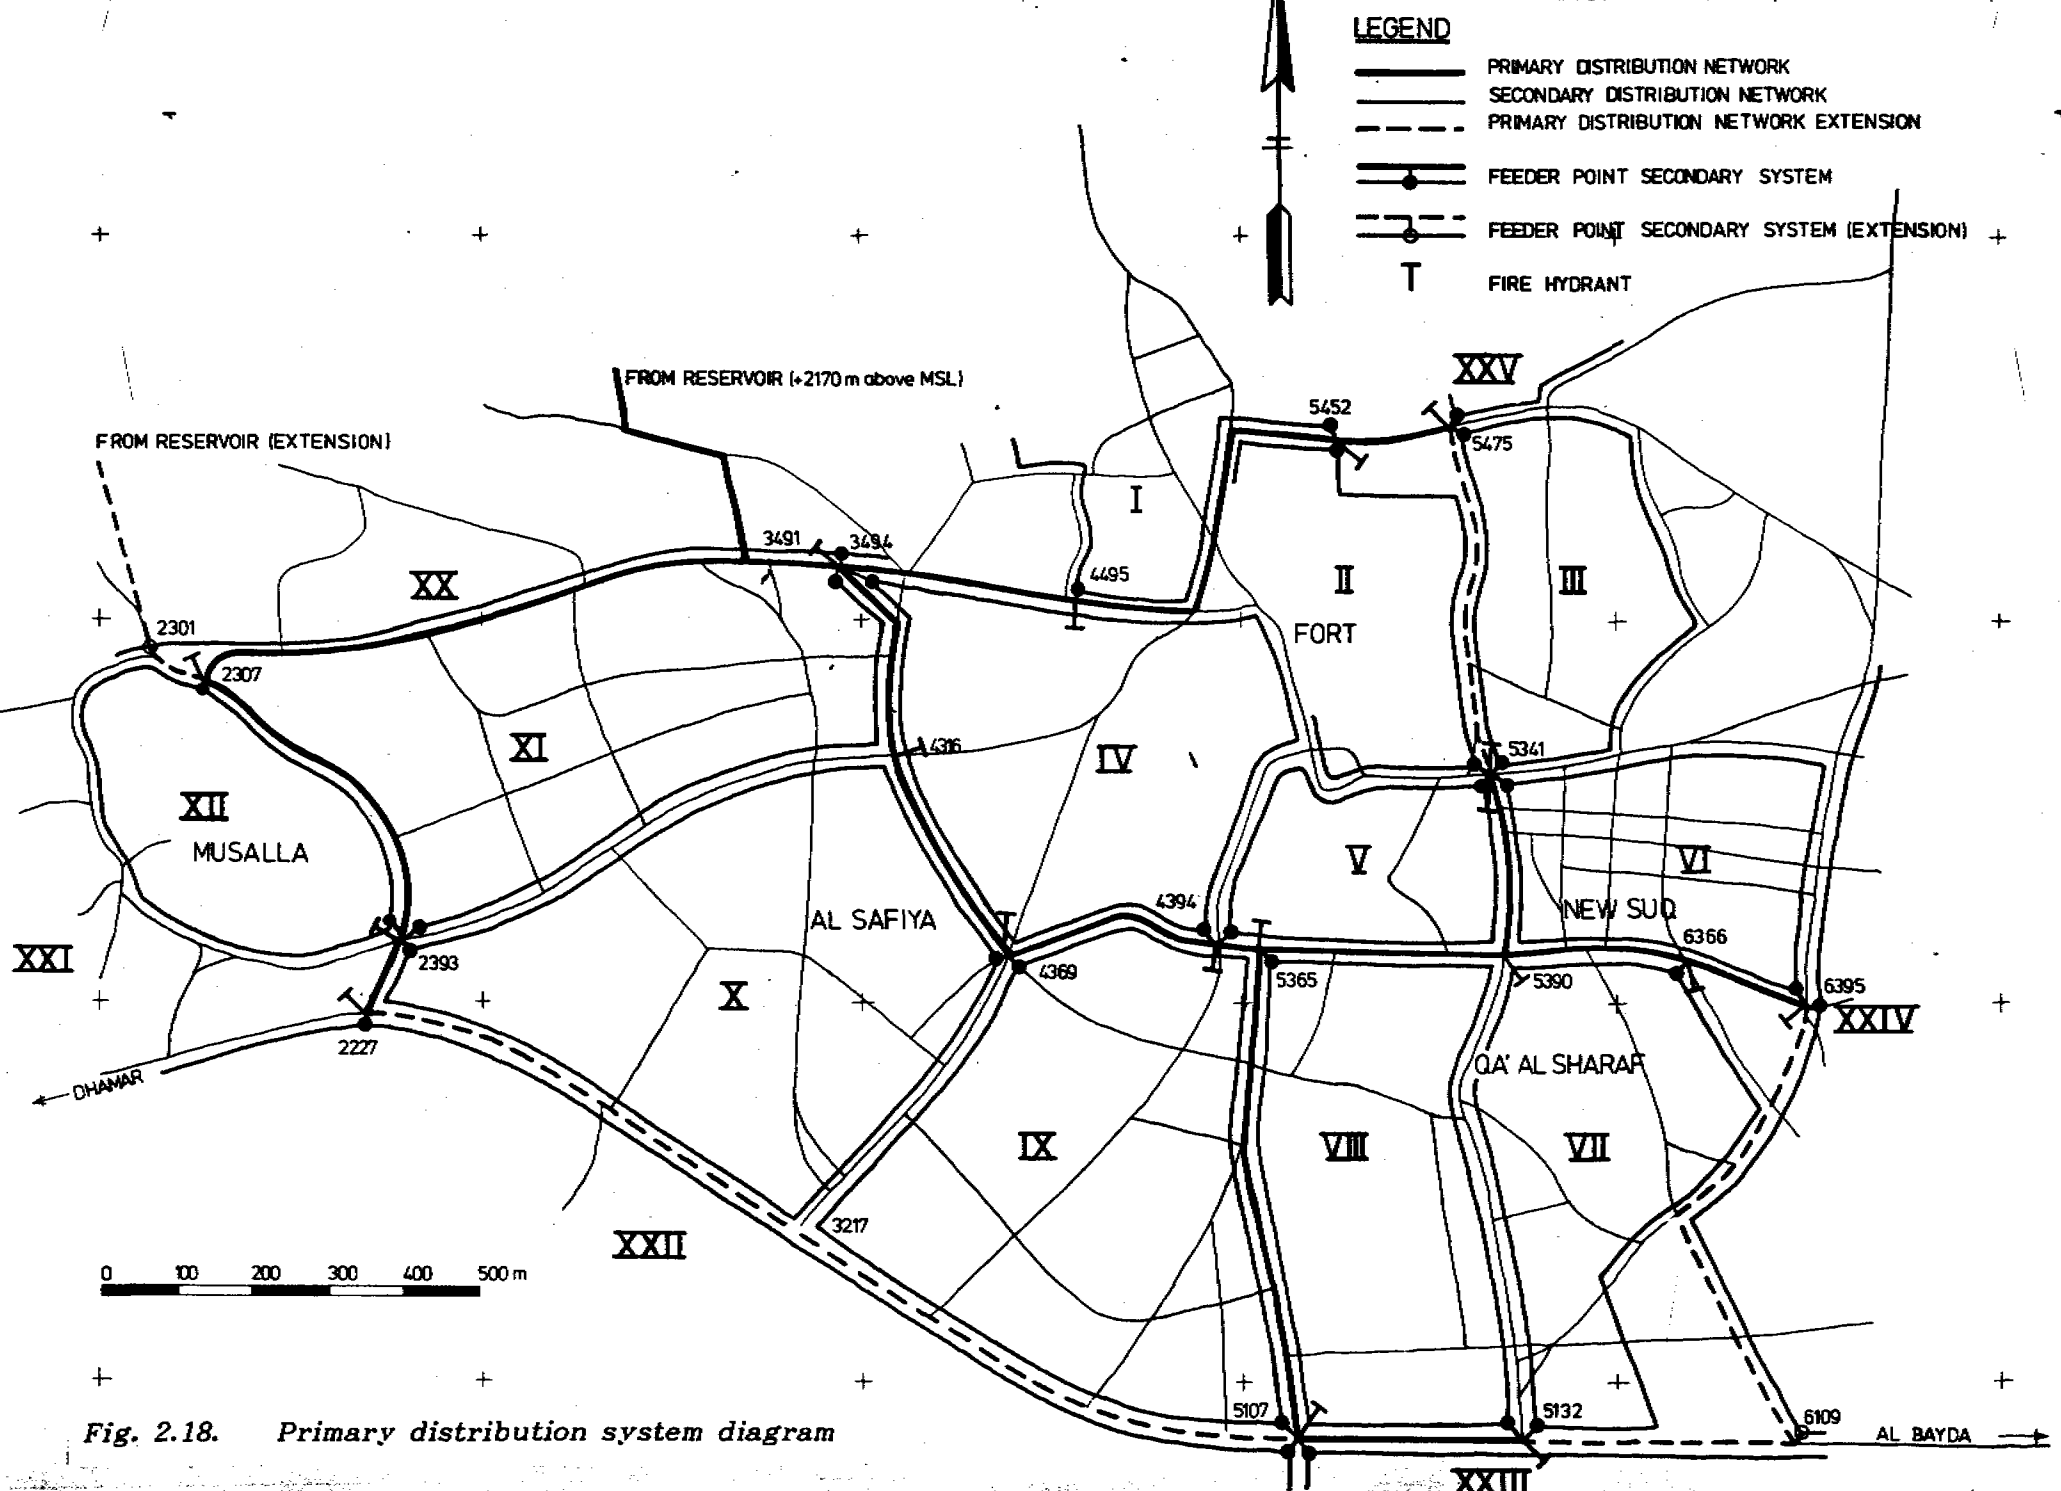 LEGEND
PRIMARY DISTRIBUTION NETWORK
SECONDARY DISTRIBUTION NETWORK
PRIMARY DISTRIBUTION NETWORK EXTENSION
FEEDER POINT SECONDARY SYSTEM
FEEDER POINT SECONDARY SYSTEM (EXTENSION)
T FIRE HYDRANT
XXV
FROM RESERVOIR (+2170 m above MSL)
5452
FROM RESERVOIR (EXTENSION)
5475
I
3491
3494
4495
XX
II
III
2301
FORT
2307
XI
4316
IV
5341
XII
MUSALLA
V
VI
4394
AL SAFIYA
NEW SUQ
6366
XXI
2393
4369
5365
5390
6395
X
XXIV
2227
QA' AL SHARAF
DHAMAR
IX
VIII
VII
3217
XXII
0 100 200 300 400 500 m
5107
5132
6109
Fig. 2.18. Primary distribution system diagram
AL BAYDA
XXIII